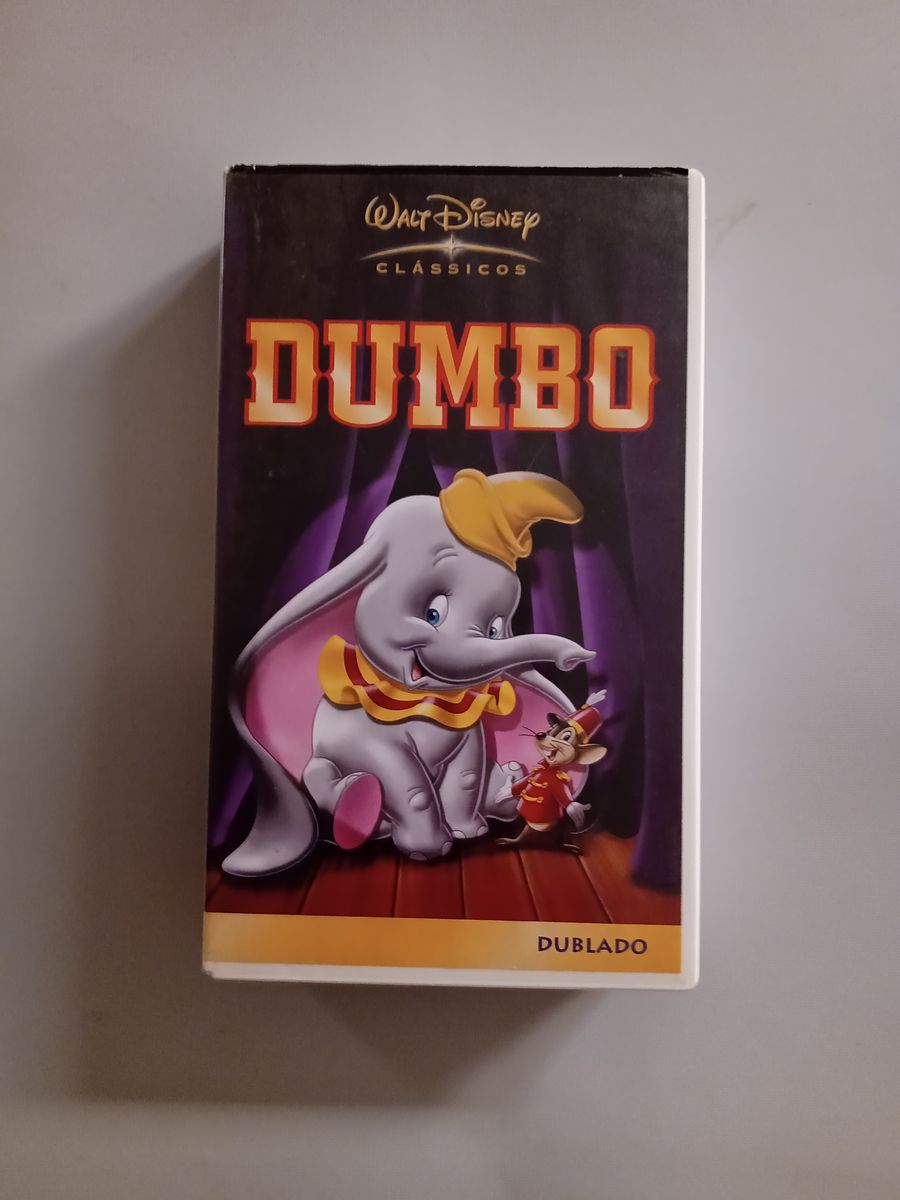 WALT DISNEY
CLÁSSICOS
DUMBO
DUBLADO